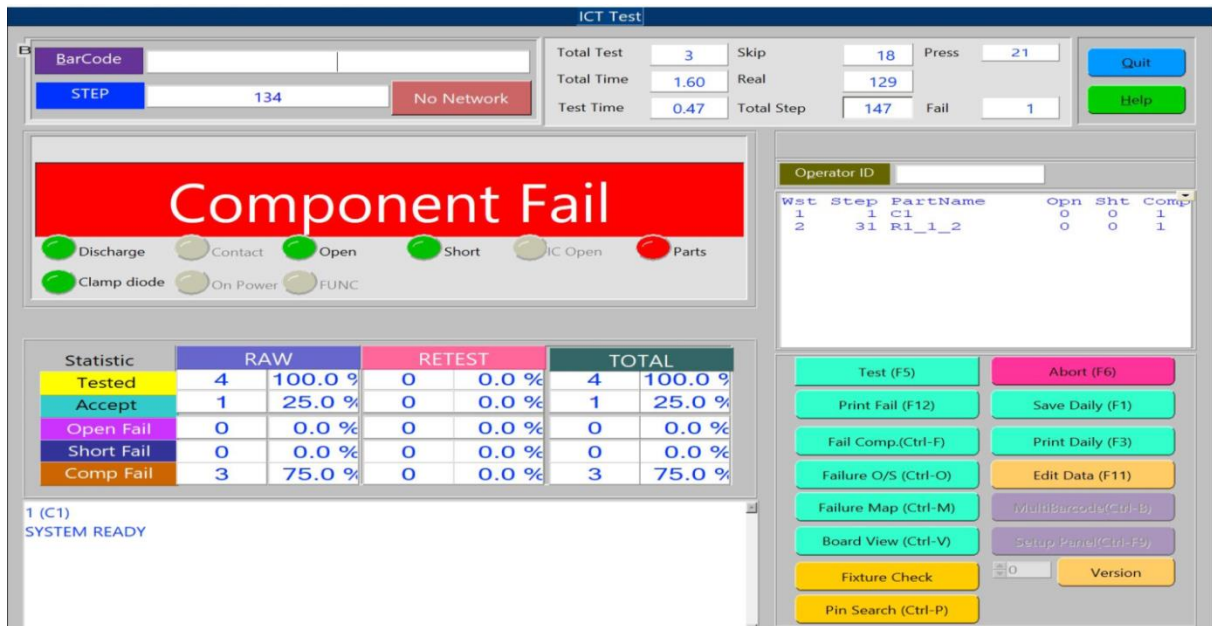 ICT Test
B
BarCode
STEP 134 No Network
Total Test 3 Skip 18 Press 21
Total Time 1.60 Real 129
Test Time 0.47 Total Step 147 Fail 1
Quit
Help
Component Fail
Discharge Contact Open Short IC Open Parts
Clamp diode On Power FUNC
Operator ID
Wst Step PartName Opn Sht Comp
1 1 C1 0 0 1
2 31 R1_1_2 0 0 1
Statistic RAW RETEST TOTAL
Tested 4 100.0 % 0 0.0 % 4 100.0 %
Accept 1 25.0 % 0 0.0 % 1 25.0 %
Open Fail 0 0.0 % 0 0.0 % 0 0.0 %
Short Fail 0 0.0 % 0 0.0 % 0 0.0 %
Comp Fail 3 75.0 % 0 0.0 % 3 75.0 %
1 (C1)
SYSTEM READY
Test (F5) Abort (F6)
Print Fail (F12) Save Daily (F1)
Fail Comp.(Ctrl-F) Print Daily (F3)
Failure O/S (Ctrl-O) Edit Data (F11)
Failure Map (Ctrl-M) MultiBarcode(Ctrl-B)
Board View (Ctrl-V) Setup Panel(Ctrl-F9)
Fixture Check 0 Version
Pin Search (Ctrl-P)